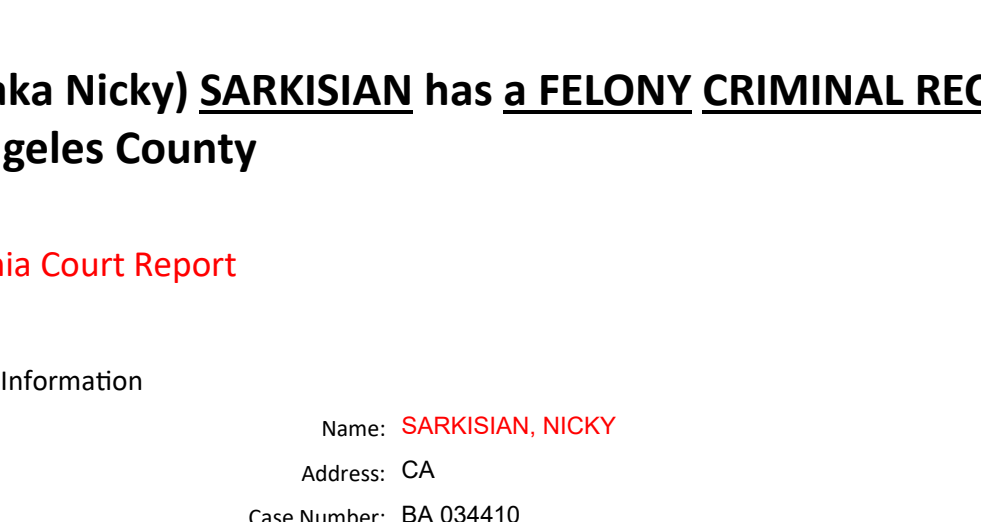 aka Nicky) SARKISIAN has a FELONY CRIMINAL REC
geles County
nia Court Report
Information
Name: SARKISIAN, NICKY
Address: CA
Case Number: BA 034410